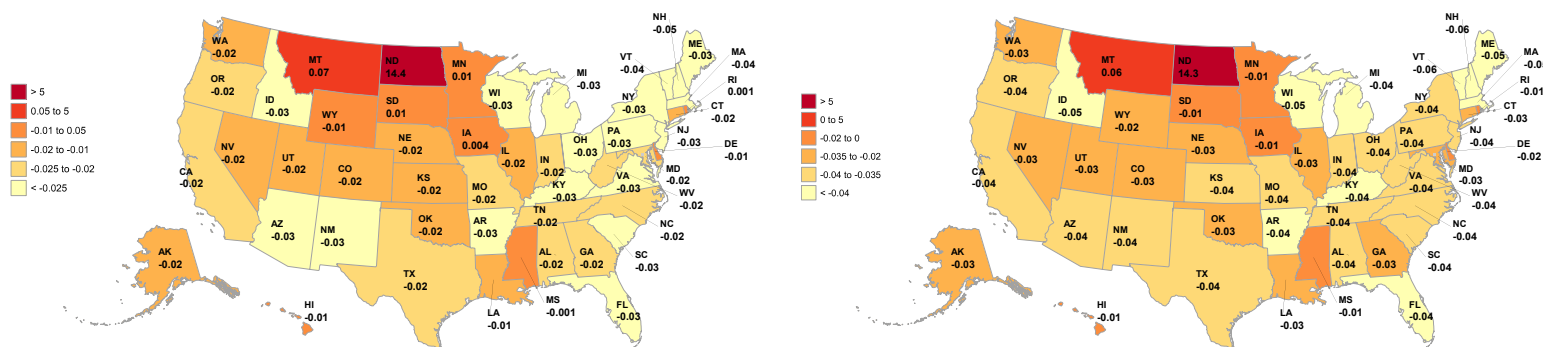 > 5
0.05 to 5
-0.01 to 0.05
-0.02 to -0.01
-0.025 to -0.02
< -0.025
WA
-0.02
OR
-0.02
CA
-0.02
NV
-0.02
ID
-0.03
MT
0.07
WY
-0.01
UT
-0.02
AZ
-0.03
CO
-0.02
NM
-0.03
ND
14.4
SD
0.01
NE
-0.02
KS
-0.02
OK
-0.02
TX
-0.02
MN
0.01
IA
0.004
MO
-0.02
AR
-0.03
LA
-0.01
WI
-0.03
IL
-0.02
MI
-0.03
IN
-0.02
OH
-0.03
KY
-0.03
TN
-0.02
MS
-0.001
AL
-0.02
GA
-0.02
FL
-0.03
SC
-0.03
NC
-0.02
VA
-0.03
WV
-0.02
MD
-0.02
DE
-0.01
NJ
-0.03
PA
-0.03
NY
-0.03
CT
-0.02
RI
0.001
MA
-0.04
VT
-0.04
NH
-0.05
ME
-0.03
AK
-0.02
HI
-0.01
> 5
0 to 5
-0.02 to 0
-0.035 to -0.02
-0.04 to -0.035
< -0.04
WA
-0.03
OR
-0.04
CA
-0.04
NV
-0.03
ID
-0.05
MT
0.06
WY
-0.02
UT
-0.03
AZ
-0.04
CO
-0.03
NM
-0.04
ND
14.3
SD
-0.01
NE
-0.03
KS
-0.04
OK
-0.03
TX
-0.04
MN
-0.01
IA
-0.01
MO
-0.04
AR
-0.04
LA
-0.03
WI
-0.05
IL
-0.03
MI
-0.04
IN
-0.04
OH
-0.04
KY
-0.04
TN
-0.04
MS
-0.01
AL
-0.04
GA
-0.03
FL
-0.04
SC
-0.04
NC
-0.04
VA
-0.04
WV
-0.04
MD
-0.03
DE
-0.02
NJ
-0.04
PA
-0.04
NY
-0.04
CT
-0.03
RI
-0.01
MA
-0.04
VT
-0.06
NH
-0.06
ME
-0.05
AK
-0.03
HI
-0.01